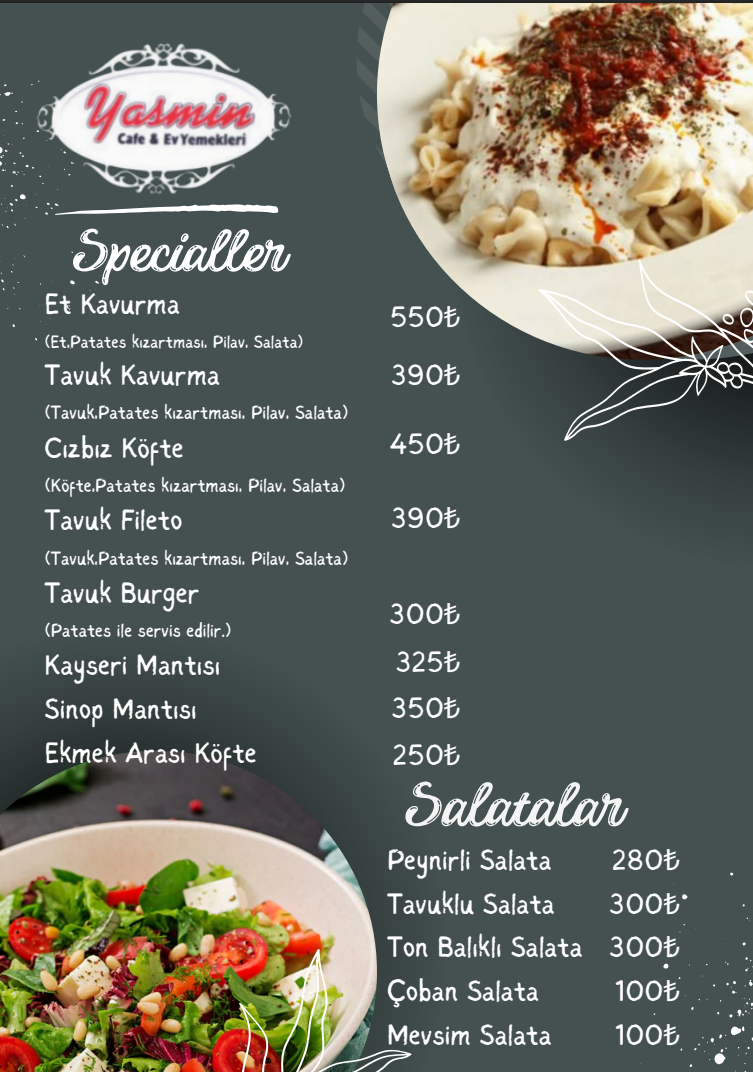 Yasmin
Cafe & Ev Yemekleri
Specialler
Et Kavurma 550₺
(Et.Patates kızartması. Pilav. Salata)
Tavuk Kavurma 390₺
(Tavuk.Patates kızartması. Pilav. Salata)
Cızbız Köfte 450₺
(Köfte.Patates kızartması. Pilav. Salata)
Tavuk Fileto 390₺
(Tavuk.Patates kızartması. Pilav. Salata)
Tavuk Burger 300₺
(Patates ile servis edilir.)
Kayseri Mantısı 325₺
Sinop Mantısı 350₺
Ekmek Arası Köfte 250₺
Salatalar
Peynirli Salata 280₺
Tavuklu Salata 300₺
Ton Balıklı Salata 300₺
Çoban Salata 100₺
Mevsim Salata 100₺